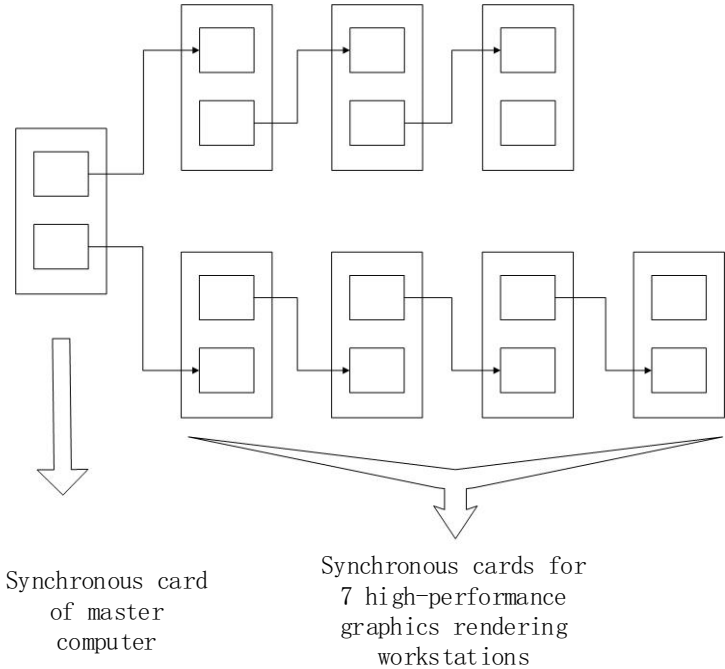 Synchronous card
of master
computer
Synchronous cards for
7 high-performance
graphics rendering
workstations